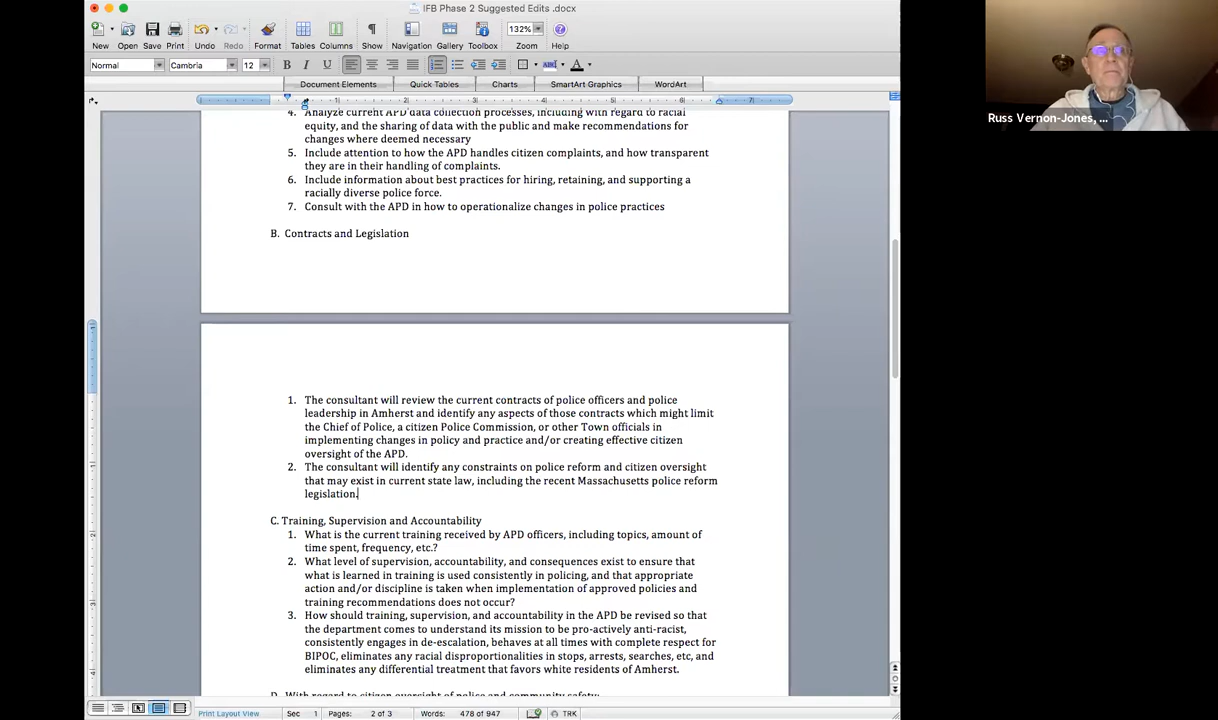 IFB Phase 2 Suggested Edits .docx
132%
New Open Save Print Undo Redo Format Tables Columns Show Navigation Gallery Toolbox Zoom Help
Normal Cambria 12 B I U ABC A
Document Elements Quick Tables Charts SmartArt Graphics WordArt
4. Analyze current APD data collection processes, including with regard to racial
equity, and the sharing of data with the public and make recommendations for
changes where deemed necessary
5. Include attention to how the APD handles citizen complaints, and how transparent
they are in their handling of complaints.
6. Include information about best practices for hiring, retaining, and supporting a
racially diverse police force.
7. Consult with the APD in how to operationalize changes in police practices
B. Contracts and Legislation
1. The consultant will review the current contracts of police officers and police
leadership in Amherst and identify any aspects of those contracts which might limit
the Chief of Police, a citizen Police Commission, or other Town officials in
implementing changes in policy and practice and/or creating effective citizen
oversight of the APD.
2. The consultant will identify any constraints on police reform and citizen oversight
that may exist in current state law, including the recent Massachusetts police reform
legislation.
C. Training, Supervision and Accountability
1. What is the current training received by APD officers, including topics, amount of
time spent, frequency, etc.?
2. What level of supervision, accountability, and consequences exist to ensure that
what is learned in training is used consistently in policing, and that appropriate
action and/or discipline is taken when implementation of approved policies and
training recommendations does not occur?
3. How should training, supervision, and accountability in the APD be revised so that
the department comes to understand its mission to be pro-actively anti-racist,
consistently engages in de-escalation, behaves at all times with complete respect for
BIPOC, eliminates any racial disproportionalities in stops, arrests, searches, etc, and
eliminates any differential treatment that favors white residents of Amherst.
D. With regard to citizen oversight of police and community safety:
Print Layout View Sec 1 Pages: 2 of 3 Words: 478 of 947 TRK
Russ Vernon-Jones, ...